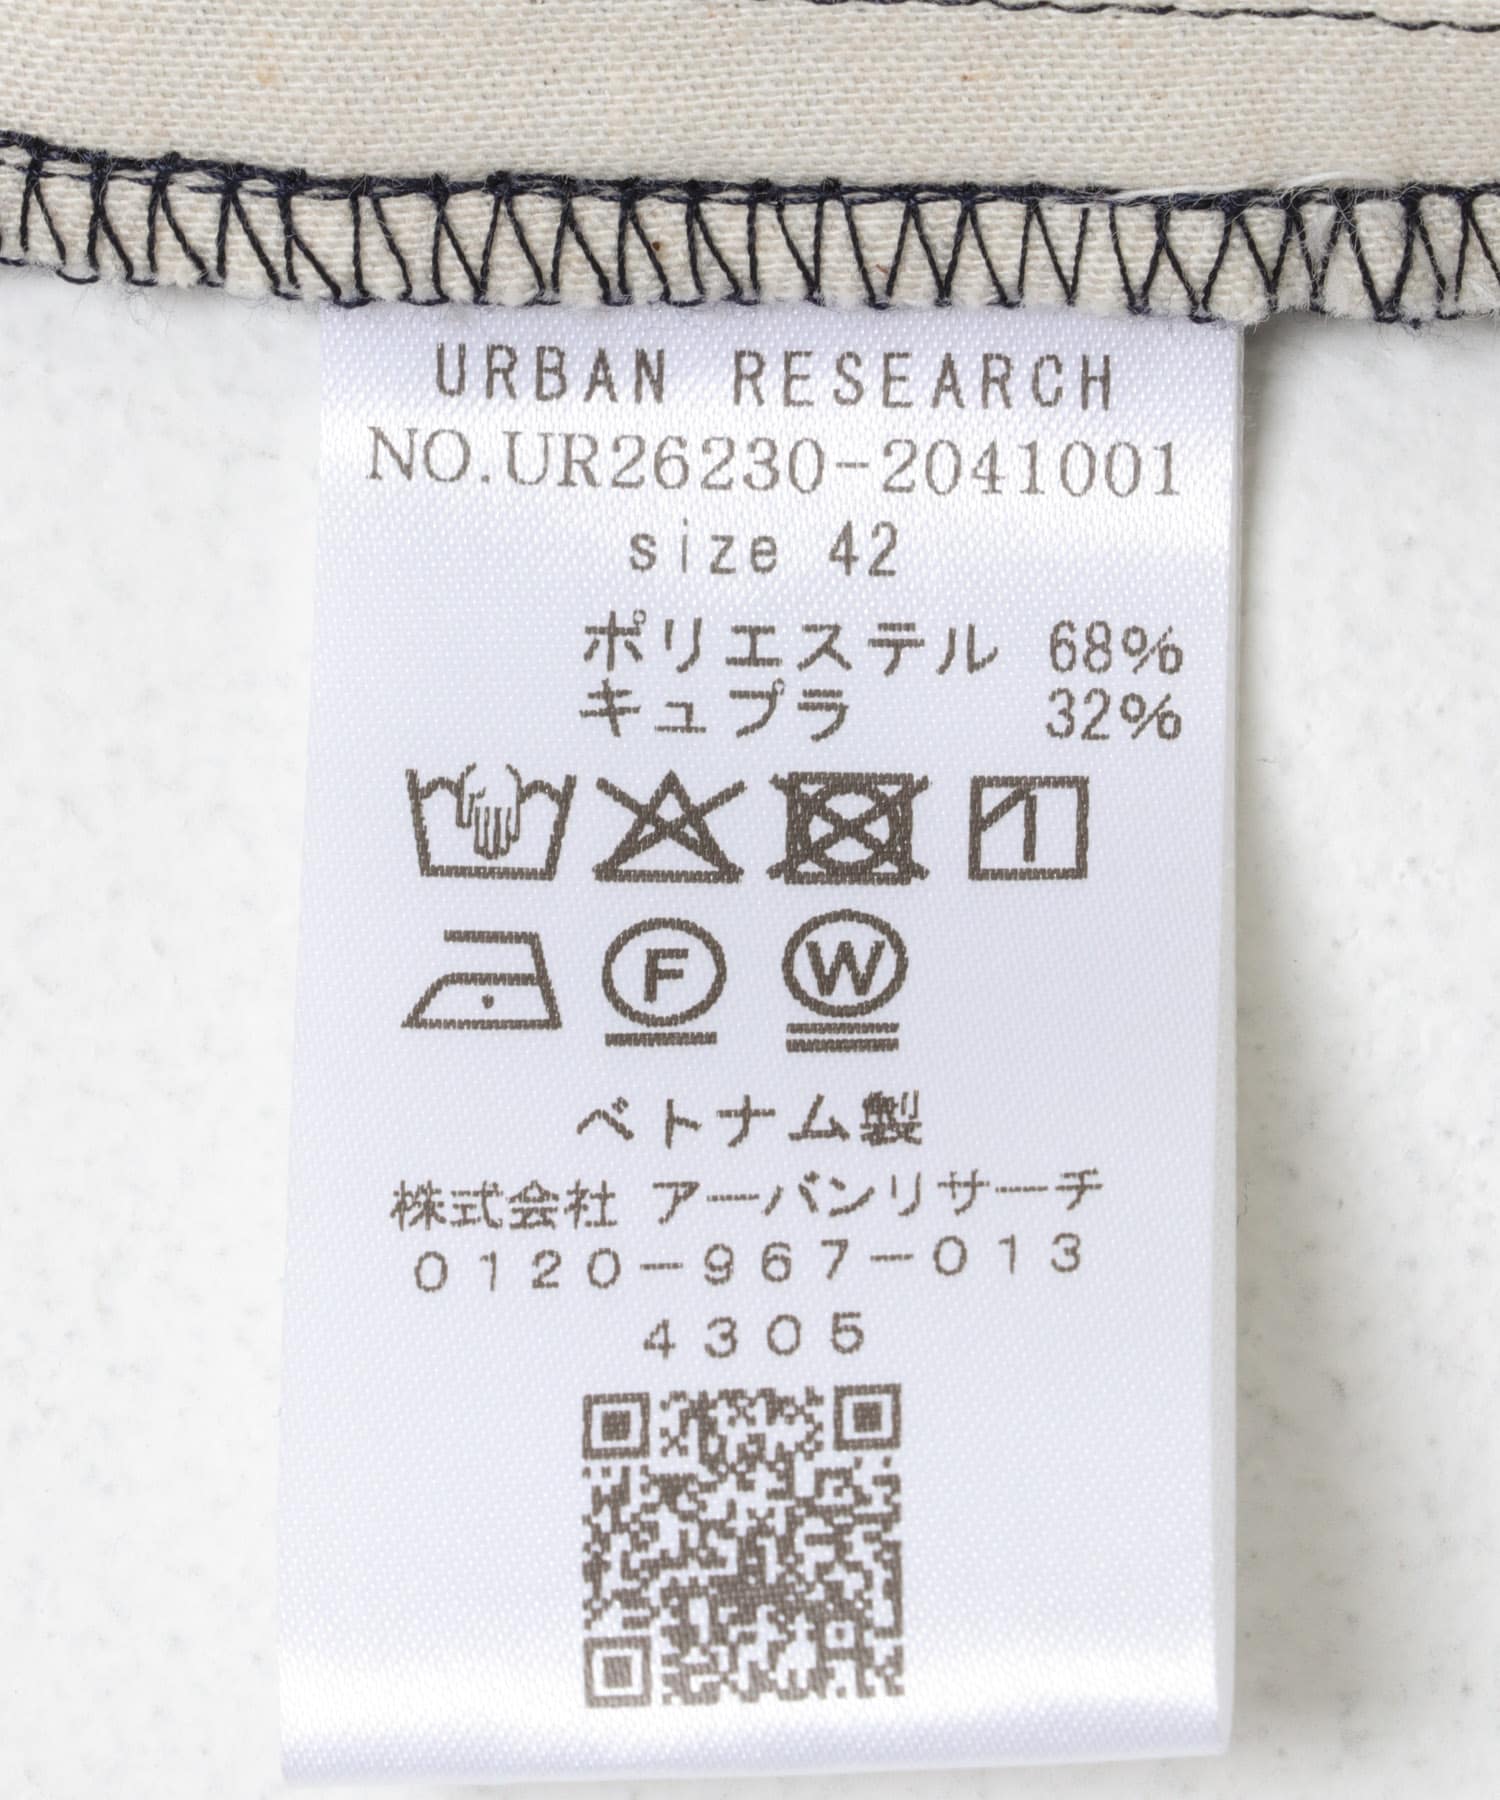 URBAN RESEARCH
NO.UR26230-2041001
size 42
ポリエステル 68%
キュプラ 32%
F
W
ベトナム製
株式会社 アーバンリサーチ
0120-967-013
4305